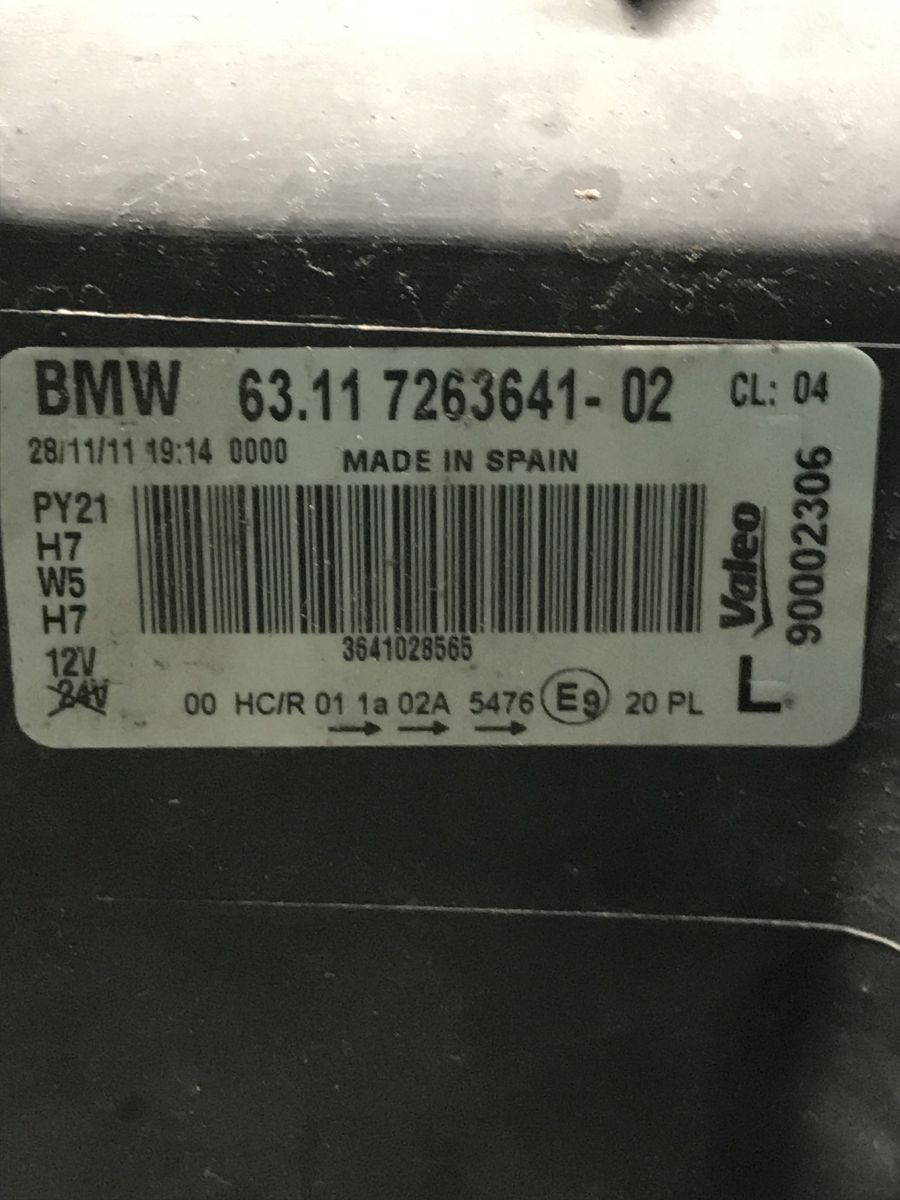 BMW 63.11 7263641- 02 CL: 04
28/11/11 19:14 0000 MADE IN SPAIN
PY21
H7
W5
H7
12V
24V
3641028565
00 HC/R 01 1a 02A 5476 E9 20 PL
Valeo
90002306
L